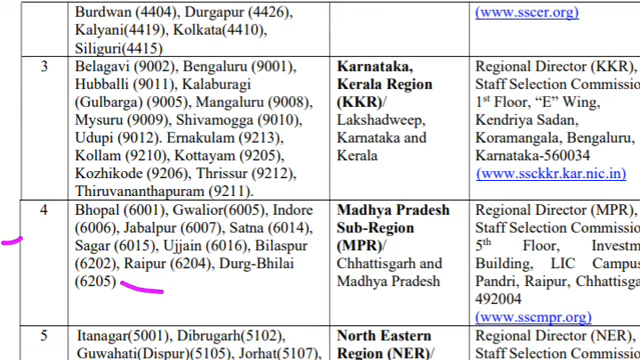 Burdwan (4404), Durgapur (4426),
Kalyani(4419), Kolkata(4410),
Siliguri(4415)
(www.sscer.org)
3
Belagavi (9002), Bengaluru (9001),
Hubballi (9011), Kalaburagi
(Gulbarga) (9005), Mangaluru (9008),
Mysuru (9009), Shivamogga (9010),
Udupi (9012). Ernakulam (9213),
Kollam (9210), Kottayam (9205),
Kozhikode (9206), Thrissur (9212),
Thiruvananthapuram (9211).
Karnataka,
Kerala Region
(KKR)/
Lakshadweep,
Karnataka and
Kerala
Regional Director (KKR),
Staff Selection Commissio
1st Floor, “E” Wing,
Kendriya Sadan,
Koramangala, Bengaluru,
Karnataka-560034
(www.ssckkr.kar.nic.in)
4
Bhopal (6001), Gwalior(6005), Indore
(6006), Jabalpur (6007), Satna (6014),
Sagar (6015), Ujjain (6016), Bilaspur
(6202), Raipur (6204), Durg-Bhilai
(6205)
Madhya Pradesh
Sub-Region
(MPR)/
Chhattisgarh and
Madhya Pradesh
Regional Director (MPR),
Staff Selection Commissio
5th Floor, Investm
Building, LIC Campus
Pandri, Raipur, Chhattisga
492004
(www.sscmpr.org)
5
Itanagar(5001), Dibrugarh(5102),
Guwahati(Dispur)(5105), Jorhat(5107),
North Eastern
Region (NER)/
Regional Director (NER),
Staff Selection Commissio